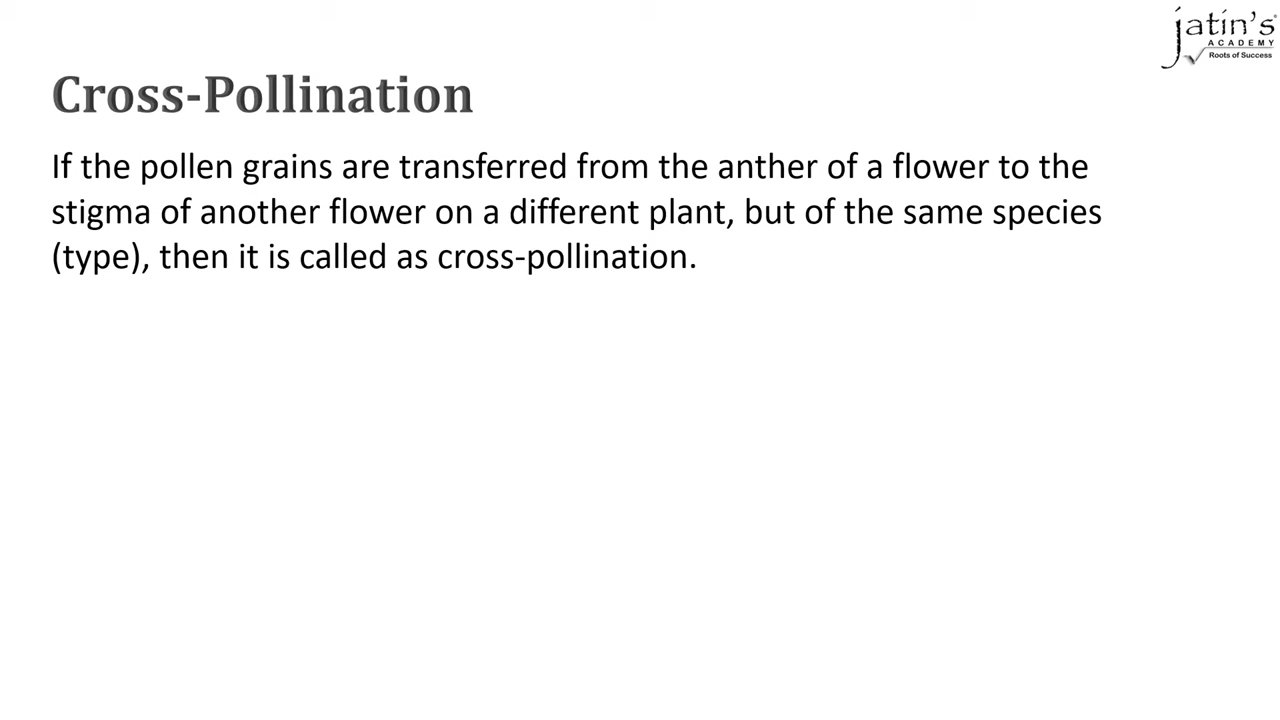 jatin's
ACADEMY
Roots of Success
Cross-Pollination
If the pollen grains are transferred from the anther of a flower to the
stigma of another flower on a different plant, but of the same species
(type), then it is called as cross-pollination.